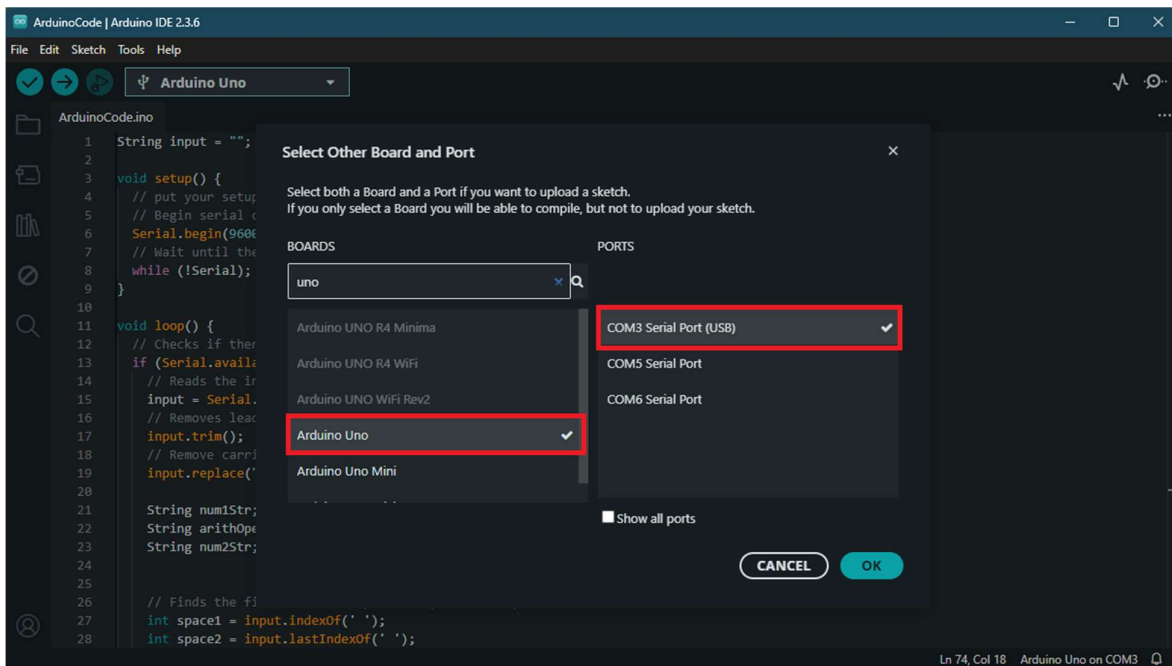 ArduinoCode | Arduino IDE 2.3.6
File Edit Sketch Tools Help
Arduino Uno
ArduinoCode.ino
1 String input = "";
2
3 void setup() {
4 // put your setup
5 // Begin serial
6 Serial.begin(9600
7 // Wait until the
8 while (!Serial);
9 }
10
11 void loop() {
12 // Checks if ther
13 if (Serial.availa
14 // Reads the in
15 input = Serial.
16 // Removes lead
17 input.trim();
18 // Remove carri
19 input.replace(
20
21 String num1Str;
22 String arithOpe
23 String num2Str;
24
25
26 // Finds the fi
27 int space1 = input.indexOf(' ');
28 int space2 = input.lastIndexOf(' ');
Select Other Board and Port
Select both a Board and a Port if you want to upload a sketch.
If you only select a Board you will be able to compile, but not to upload your sketch.
BOARDS
PORTS
uno
Arduino UNO R4 Minima
Arduino UNO R4 WiFi
Arduino UNO WiFi Rev2
Arduino Uno
Arduino Uno Mini
COM3 Serial Port (USB)
COM5 Serial Port
COM6 Serial Port
Show all ports
CANCEL
OK
Ln 74, Col 18 Arduino Uno on COM3